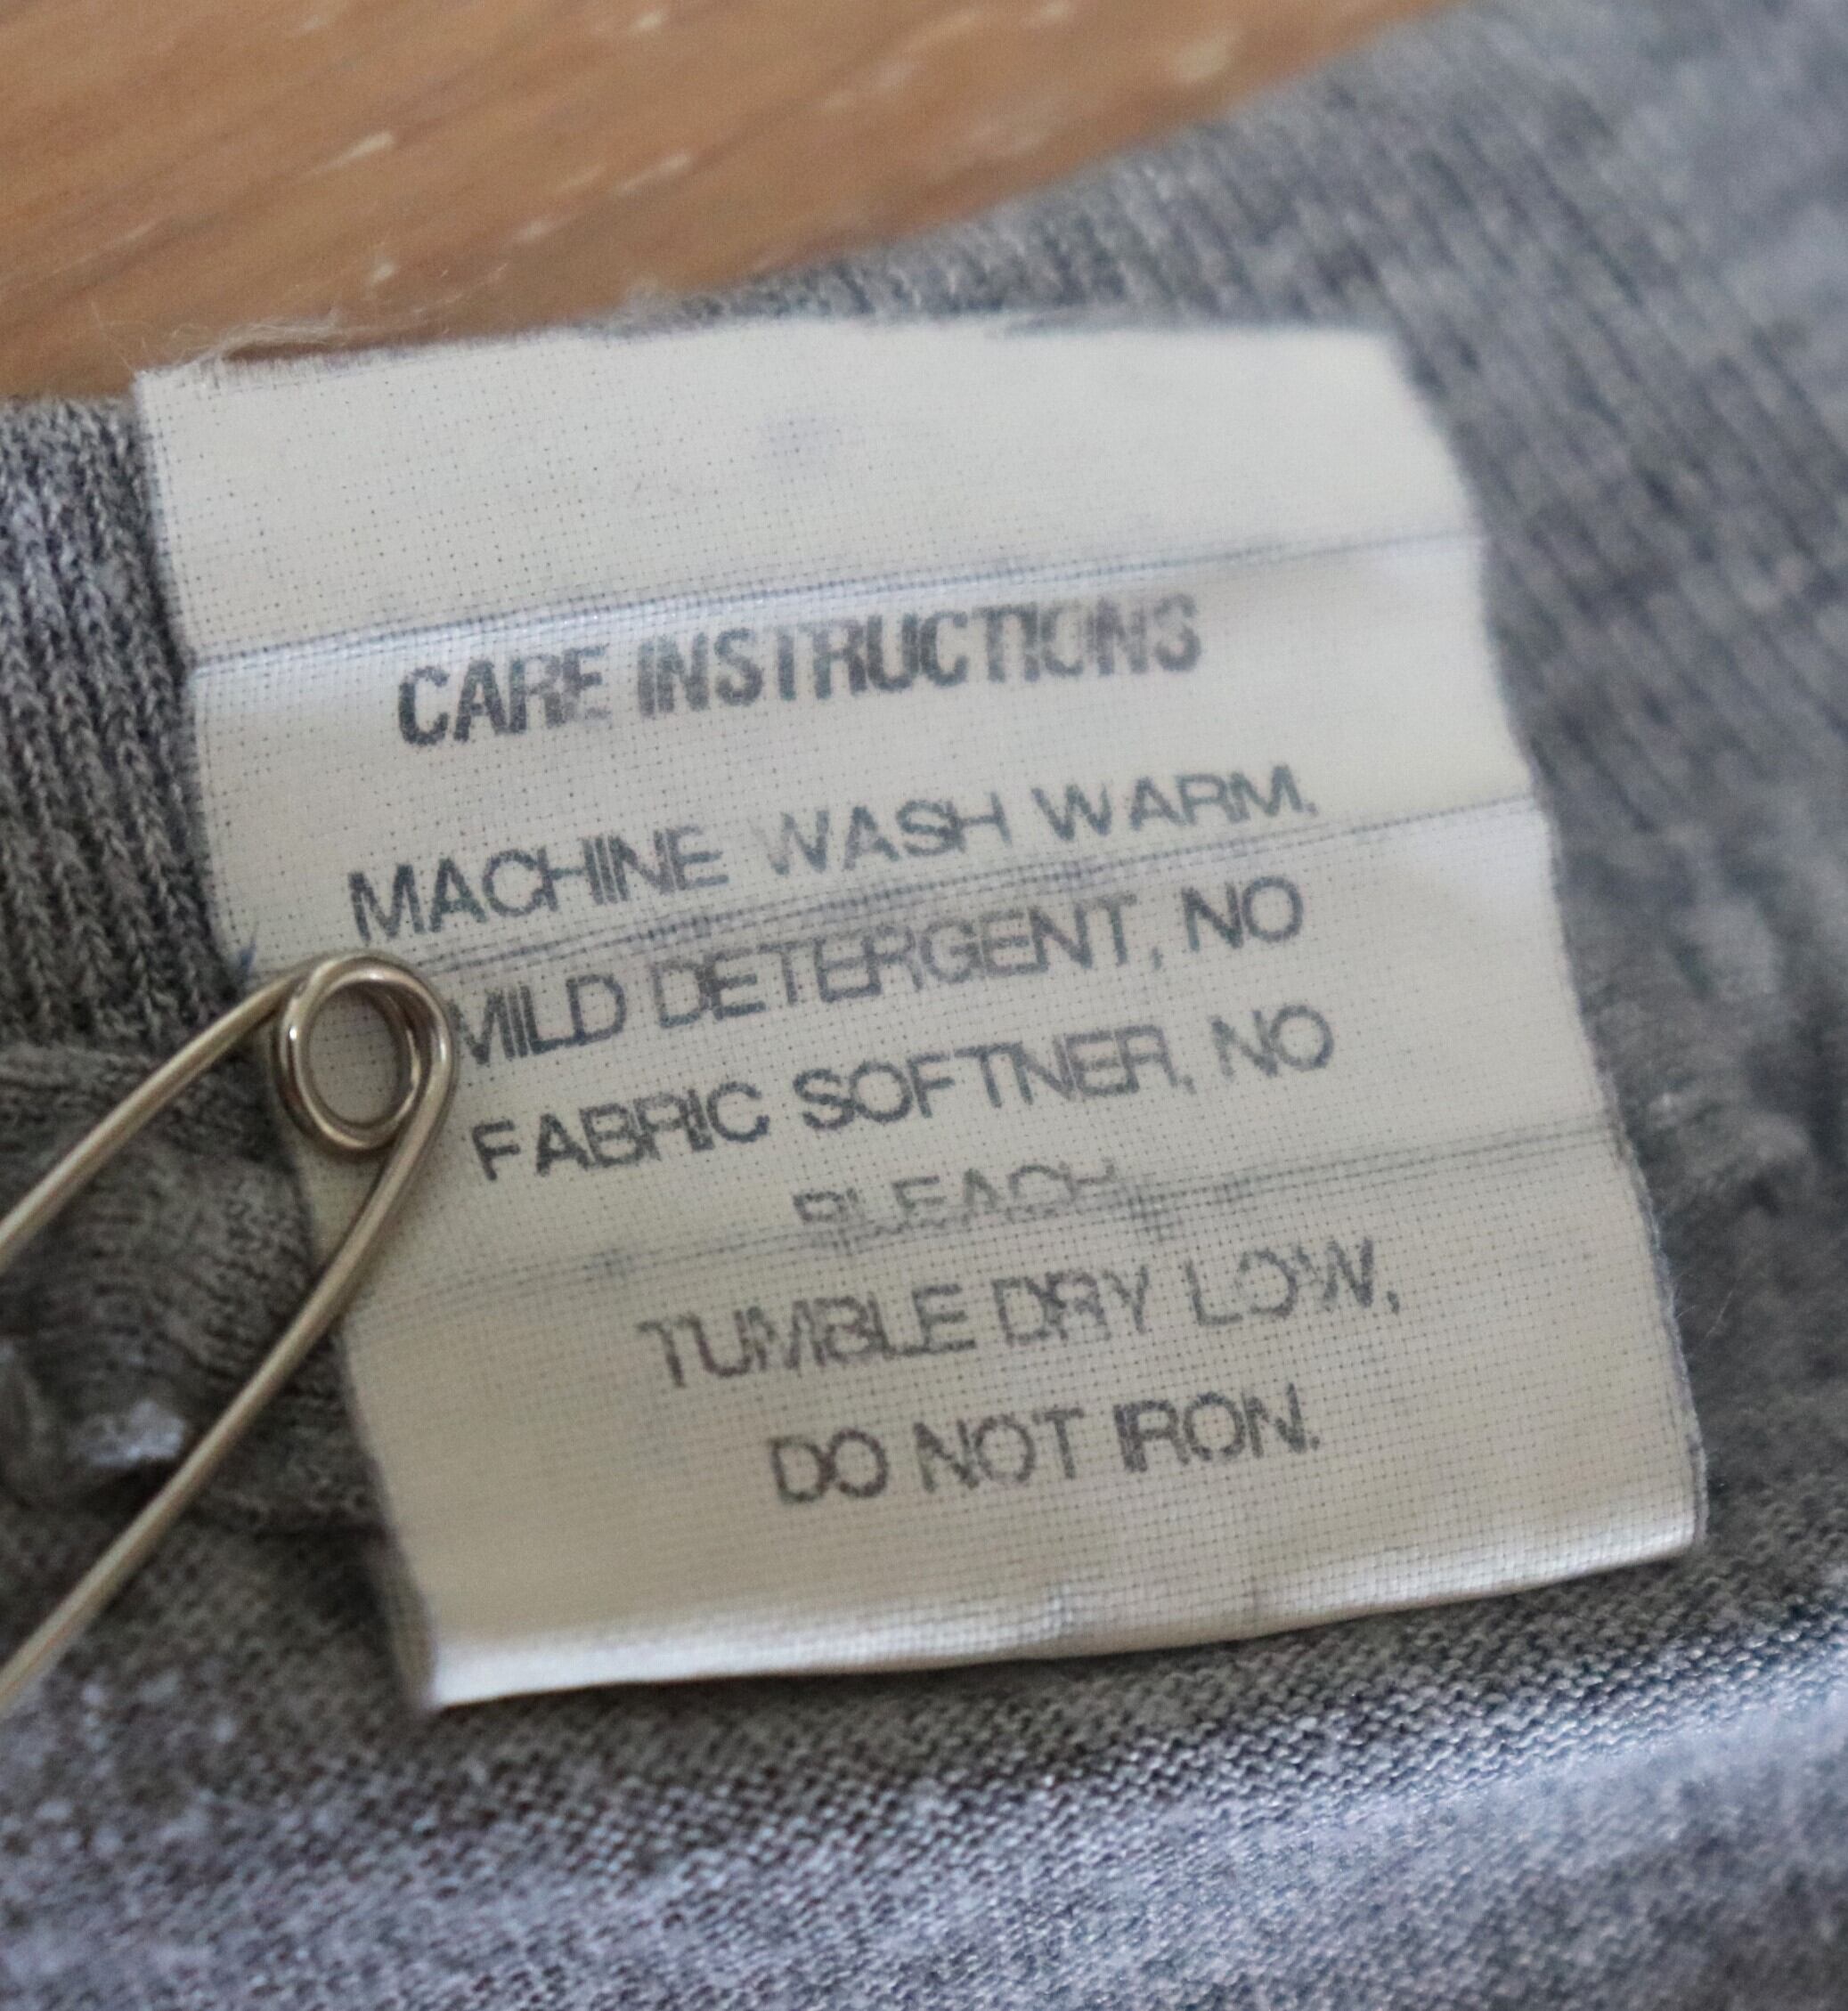 CARE INSTRUCTIONS
MACHINE WASH WARM,
MILD DETERGENT, NO
FABRIC SOFTNER, NO
BLEACH
TUMBLE DRY LOW,
DO NOT IRON.